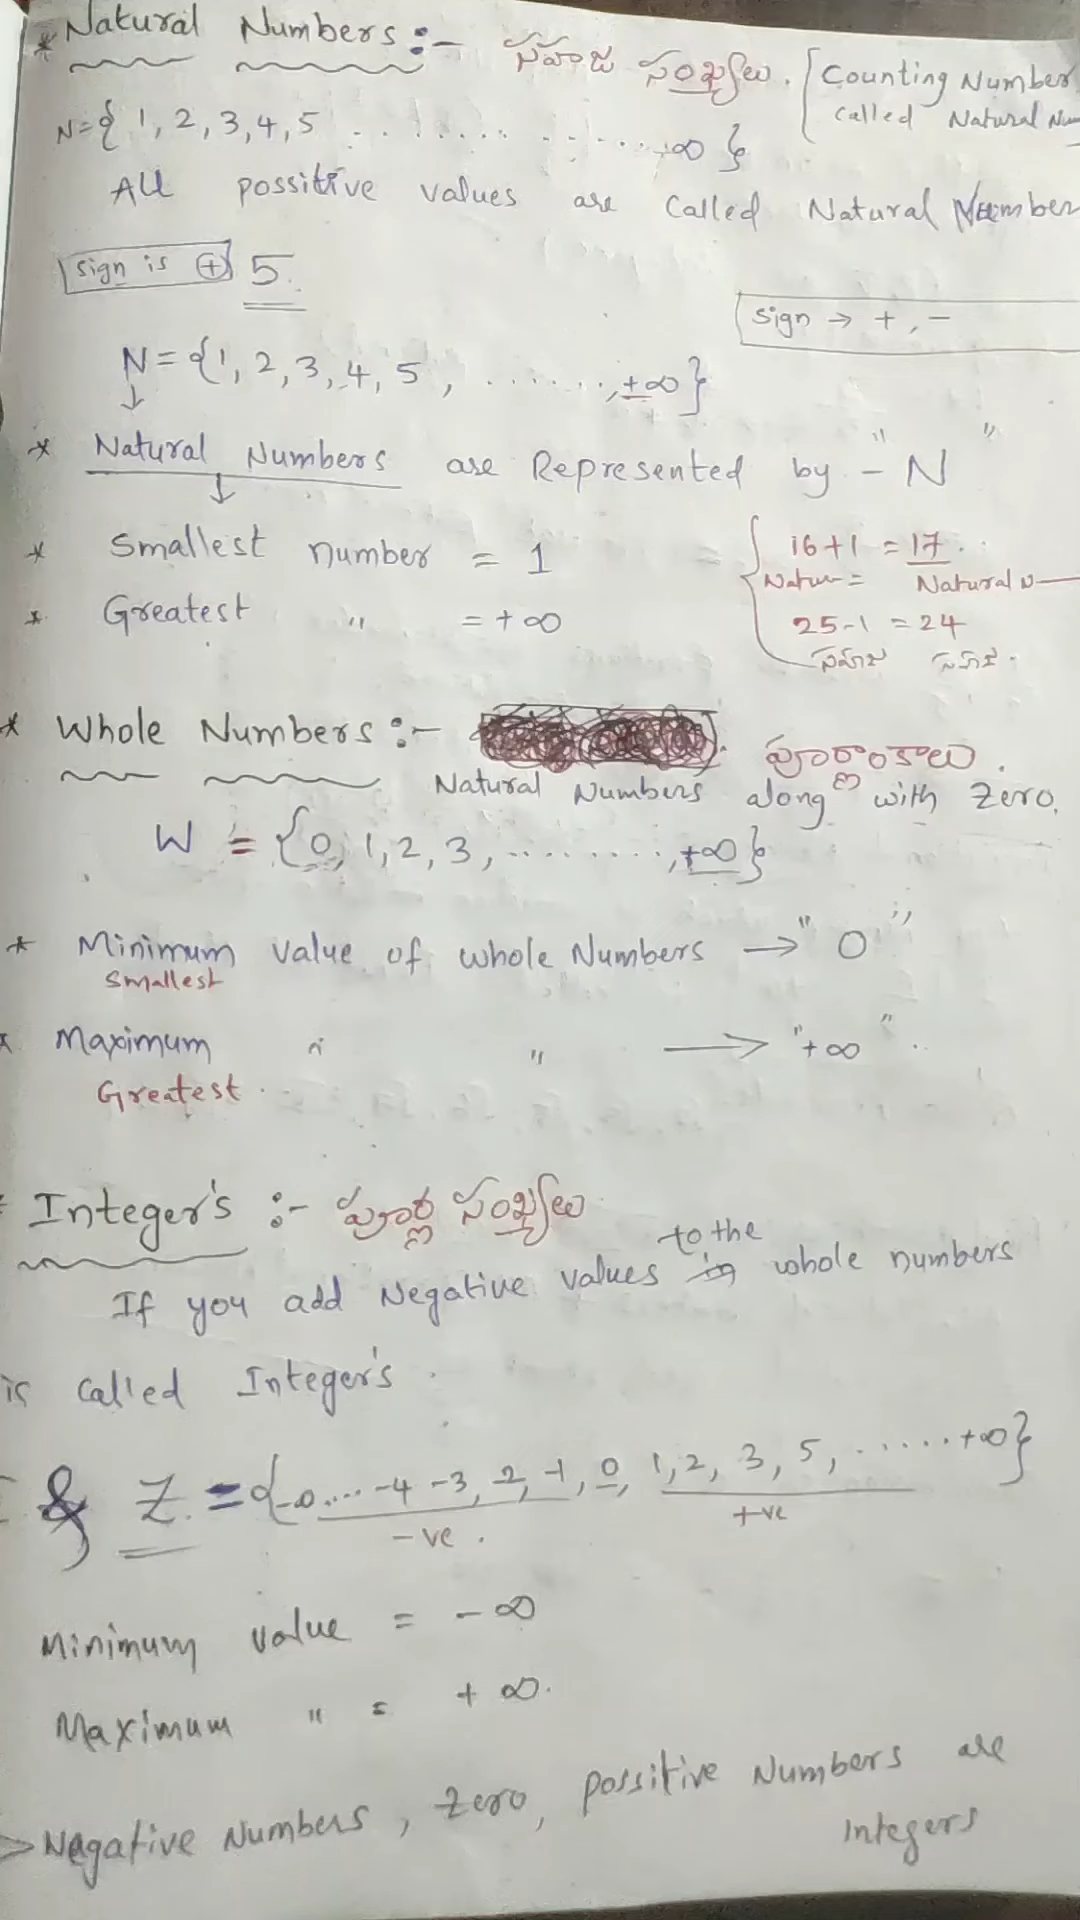 * Natural Numbers :- సహజ సంఖ్యలు. { Counting Number
called Natural Num
N={ 1, 2, 3, 4, 5 ............ +∞ }
All possitive values are called Natural Number
sign is ⊕ 5.
sign → +, -
N = {1, 2, 3, 4, 5, ......., +∞}
↓
* Natural Numbers are Represented by - "N"
↓
* Smallest number = 1
* Greatest " = +∞
= { 16+1 = 17.
Natur = Natural N
25-1 = 24
సహజ సహజ.
* Whole Numbers :- పూర్ణాంకాలు.
Natural Numbers along with Zero.
W = {0, 1, 2, 3, .........., +∞}
* Minimum value of whole Numbers → "0"
Smallest
* Maximum " " → "+∞".
Greatest.
* Integer's :- పూర్ణ సంఖ్యలు
If you add Negative values to the whole numbers
is called Integer's.
& Z = {-∞....-4 -3, 2, -1, 0, 1, 2, 3, 5, ...... +∞}
-ve. +ve
Minimum value = -∞
Maximum " = +∞.
> Negative Numbers, Zero, possitive Numbers are
Integers